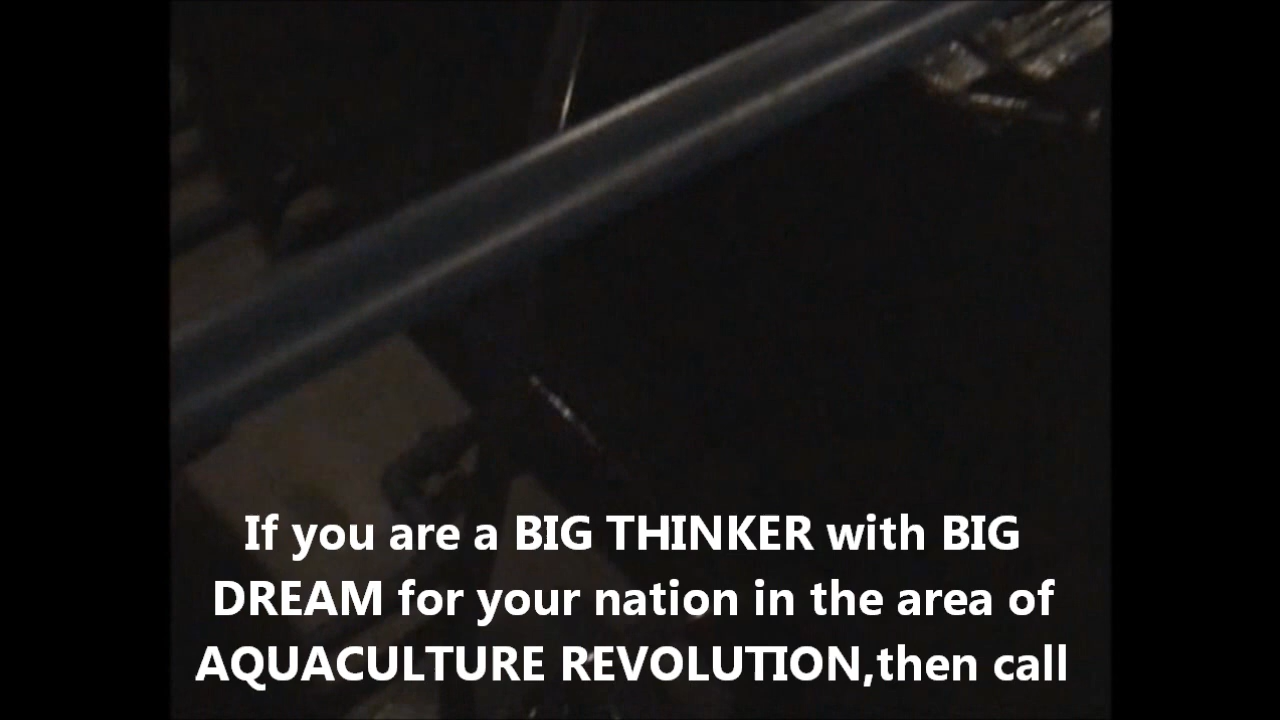 If you are a BIG THINKER with BIG
DREAM for your nation in the area of
AQUACULTURE REVOLUTION,then call